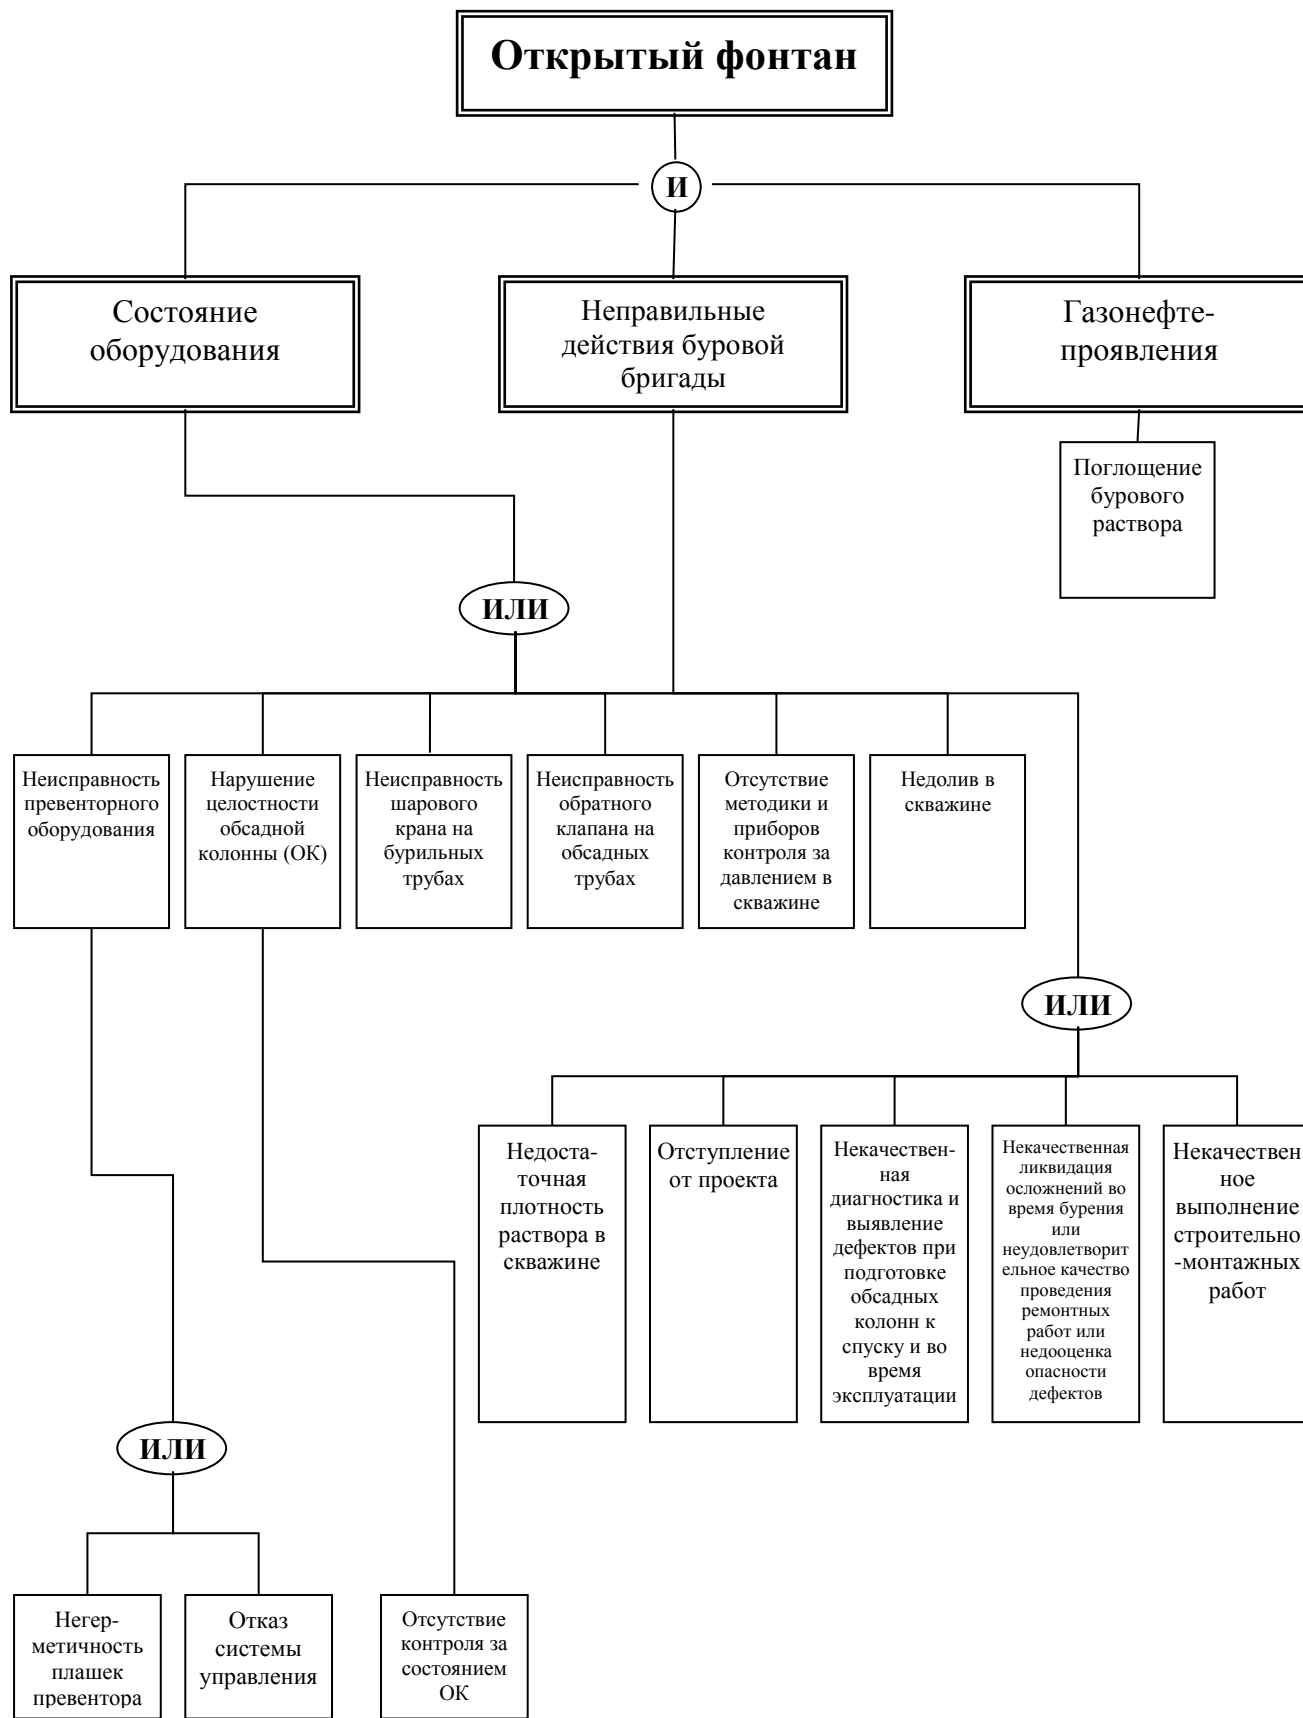 Открытый фонтан
И
Состояние
оборудования
Неправильные
действия буровой
бригады
Газонефте-
проявления
Поглощение
бурового
раствора
ИЛИ
Неисправность
превенторного
оборудования
Нарушение
целостности
обсадной
колонны (ОК)
Неисправность
шарового
крана на
бурильных
трубах
Неисправность
обратного
клапана на
обсадных
трубах
Отсутствие
методики и
приборов
контроля за
давлением в
скважине
Недолив в
скважине
ИЛИ
Недоста-
точная
плотность
раствора в
скважине
Отступление
от проекта
Некачествен-
ная
диагностика и
выявление
дефектов при
подготовке
обсадных
колонн к
спуску и во
время
эксплуатации
Некачественная
ликвидация
осложнений во
время бурения
или
неудовлетворит
ельное качество
проведения
ремонтных
работ или
недооценка
опасности
дефектов
Некачествен
ное
выполнение
строительно
-монтажных
работ
ИЛИ
Негер-
метичность
плашек
превентора
Отказ
системы
управления
Отсутствие
контроля за
состоянием
ОК